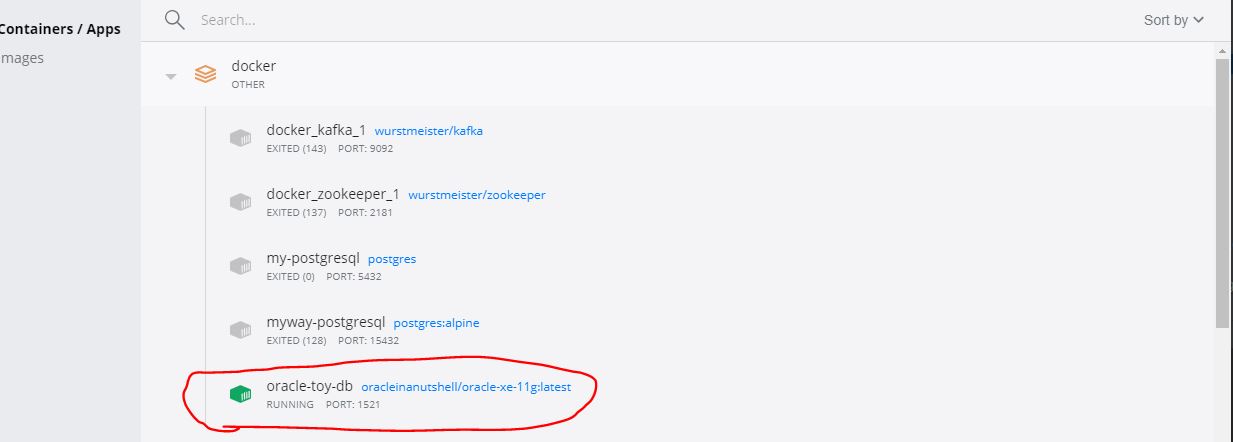 Containers / Apps
mages
Search...
Sort by
docker
OTHER
docker_kafka_1 wurstmeister/kafka
EXITED (143) PORT: 9092
docker_zookeeper_1 wurstmeister/zookeeper
EXITED (137) PORT: 2181
my-postgresql postgres
EXITED (0) PORT: 5432
myway-postgresql postgres:alpine
EXITED (128) PORT: 15432
oracle-toy-db oracleinanutshell/oracle-xe-11g:latest
RUNNING PORT: 1521